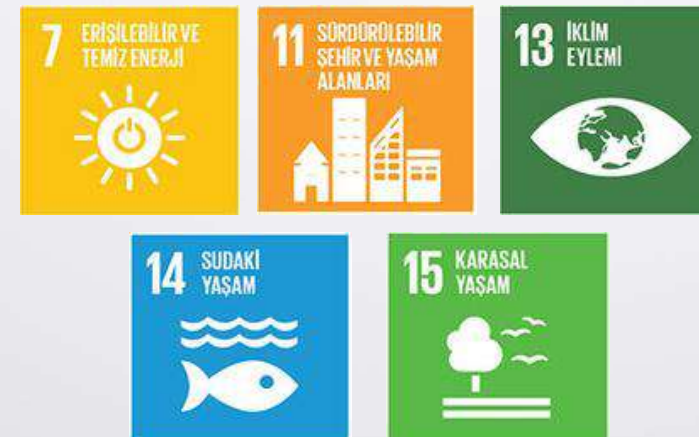 7 ERİŞİLEBİLİR VE
TEMİZ ENERJİ
11 SÜRDÜRÜLEBİLİR
ŞEHİR VE YAŞAM
ALANLARI
13 İKLİM
EYLEMİ
14 SUDAKİ
YAŞAM
15 KARASAL
YAŞAM